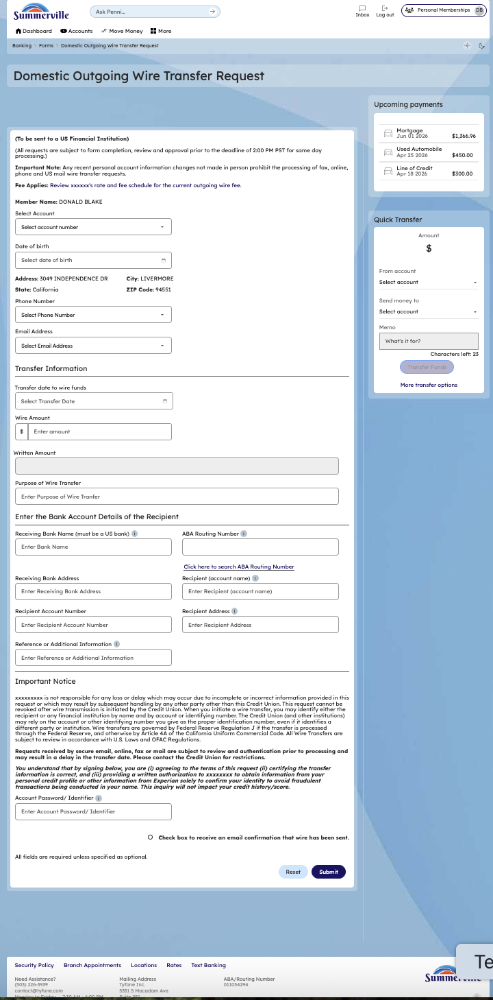 Summerville
Ask Penni...
Inbox
Log out
Personal Memberships
DB
Dashboard
Accounts
Move Money
More
Banking
Forms
Domestic Outgoing Wire Transfer Request
Domestic Outgoing Wire Transfer Request
(To be sent to a US Financial Institution)
(All requests are subject to form completion, review and approval prior to the deadline of 2:00 PM PST for same day
processing.)
Important Note: Any recent personal account information changes not made in person prohibit the processing of fax, online,
phone and US mail wire transfer requests.
Fee Applies: Review xxxxxx's rate and fee schedule for the current outgoing wire fee.
Member Name: DONALD BLAKE
Select Account
Select account number
Date of birth
Select date of birth
Address: 3049 INDEPENDENCE DR
City: LIVERMORE
State: California
ZIP Code: 94551
Phone Number
Select Phone Number
Email Address
Select Email Address
Transfer Information
Transfer date to wire funds
Select Transfer Date
Wire Amount
$
Enter amount
Written Amount
Purpose of Wire Transfer
Enter Purpose of Wire Tranfer
Enter the Bank Account Details of the Recipient
Receiving Bank Name (must be a US bank) i
ABA Routing Number i
Enter Bank Name
Click here to search ABA Routing Number
Receiving Bank Address
Recipient (account name) i
Enter Receiving Bank Address
Enter Recipient (account name)
Recipient Account Number
Recipient Address i
Enter Recipient Account Number
Enter Recipient Address
Reference or Additional Information i
Enter Reference or Additional Information
Important Notice
xxxxxxxxx is not responsible for any loss or delay which may occur due to incomplete or incorrect information provided in this
request or which may result by subsequent handling by any other party other than this Credit Union. This request cannot be
revoked after wire transmission is initiated by the Credit Union. When you initiate a wire transfer, you may identify either the
recipient or any financial institution by name and by account or identifying number. The Credit Union (and other institutions)
may rely on the account or other identifying number you give as the proper identification number, even if it identifies a
different party or institution. Wire transfers are governed by Federal Reserve Regulation J if the transfer is processed
through the Federal Reserve, and otherwise by Article 4A of the California Uniform Commercial Code. All Wire Transfers are
subject to review in accordance with U.S. Laws and OFAC Regulations.
Requests received by secure email, online, fax or mail are subject to review and authentication prior to processing and
may result in a delay in the transfer date. Please contact the Credit Union for restrictions.
You understand that by signing below, you are (i) agreeing to the terms of this request (ii) certifying the transfer
information is correct, and (iii) providing a written authorization to xxxxxxxx to obtain information from your
personal credit profile or other information from Experian solely to confirm your identity to avoid fraudulent
transactions being conducted in your name. This inquiry will not impact your credit history/score.
Account Password/ Identifier i
Enter Account Password/ Identifier
Check box to receive an email confirmation that wire has been sent.
All fields are required unless specified as optional.
Reset
Submit
Upcoming payments
Mortgage
Jun 01 2026
$1,366.96
Used Automobile
Apr 25 2026
$450.00
Line of Credit
Apr 18 2026
$300.00
Quick Transfer
Amount
$
From account
Select account
Send money to
Select account
Memo
What's it for?
Characters left: 23
Transfer Funds
More transfer options
Security Policy
Branch Appointments
Locations
Rates
Text Banking
Need Assistance?
(503) 226-3939
contact@tyfone.com
Monday to Friday 7:30 AM - 6:00 PM
Mailing Address
Tyfone Inc.
5331 S Macadam Ave
Suite 251
ABA/Routing Number
011054294
Summerville
Te